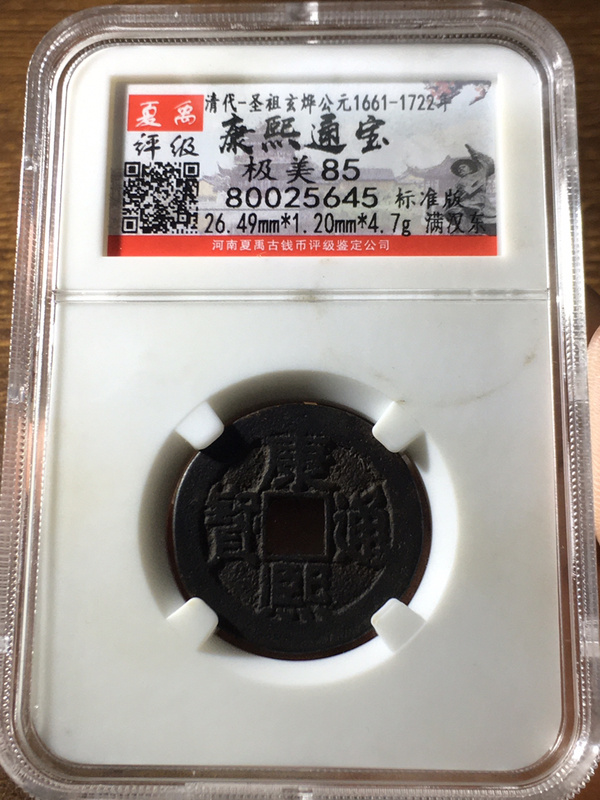 夏禹
评级
清代-圣祖玄烨公元1661-1722年
康熙通宝
极美85
80025645 标准版
26.49mm*1.20mm*4.7g 满汉东
河南夏禹古钱币评级鉴定公司
康熙通寳